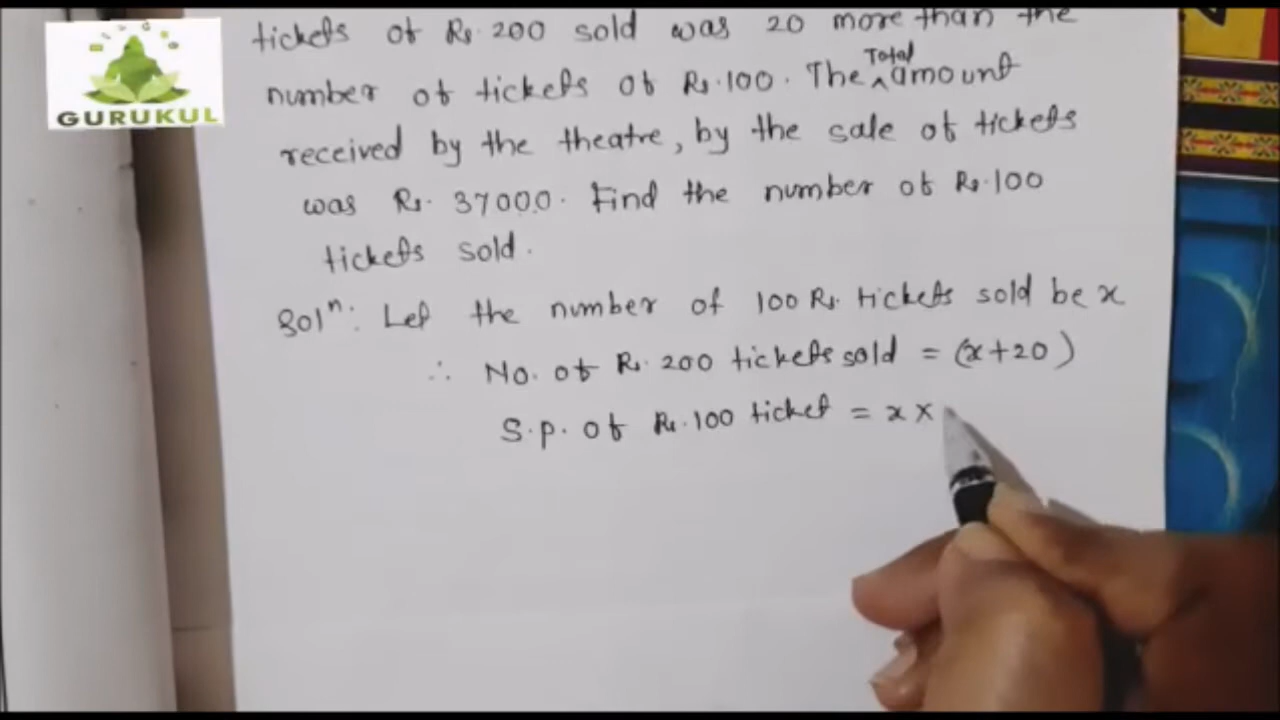 GURUKUL
tickets of Rs. 200 sold was 20 more than the
number of tickets of Rs. 100. The Total amount
received by the theatre, by the sale of tickets
was Rs. 37000. Find the number of Rs. 100
tickets sold.
Solⁿ: Let the number of 100 Rs. tickets sold be x
∴ No. of Rs. 200 tickets sold = (x+20)
S.p. of Rs. 100 ticket = x ×